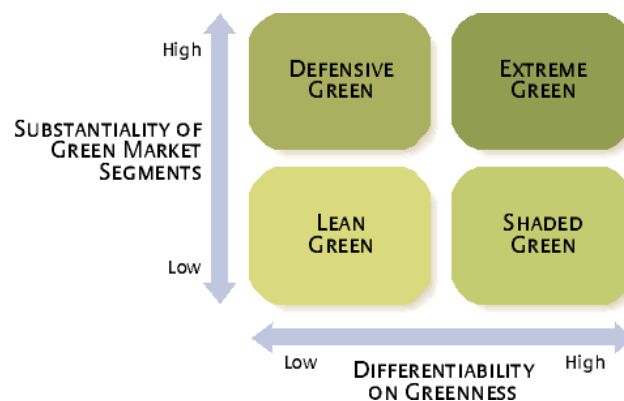 High
DEFENSIVE
GREEN
EXTREME
GREEN
SUBSTANTIALITY OF
GREEN MARKET
SEGMENTS
LEAN
GREEN
SHADED
GREEN
Low
Low
High
DIFFERENTIABILITY
ON GREENNESS